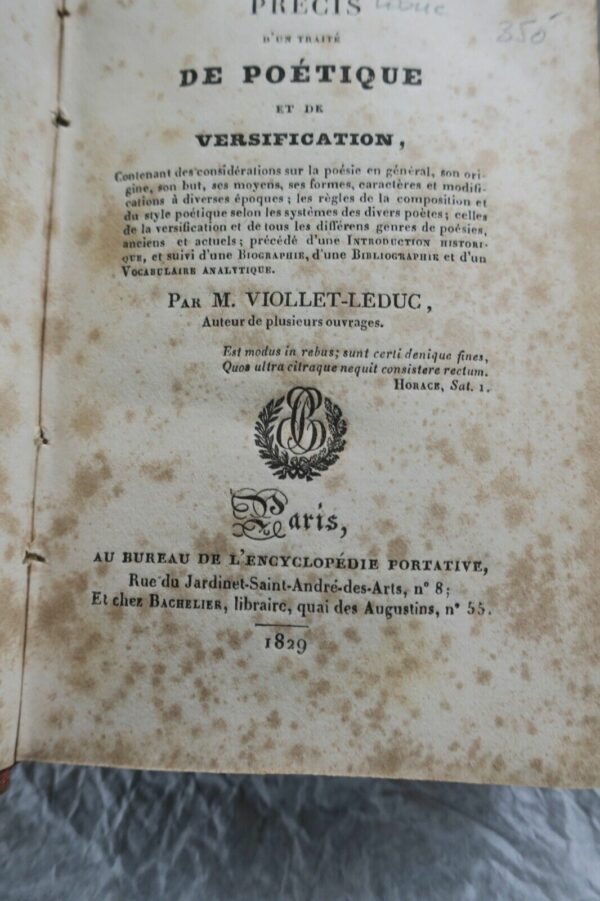 PRÉCIS
350
D'UN TRAITÉ
DE POÉTIQUE
ET DE
VERSIFICATION,
Contenant des considérations sur la poésie en général, son ori-
gine, son but, ses moyens, ses formes, caractères et modifi-
cations à diverses époques; les règles de la composition et
du style poétique selon les systèmes des divers poètes; celles
de la versification et de tous les différens genres de poésies,
anciens et actuels; précédé d'une INTRODUCTION HISTORI-
QUE, et suivi d'une BIOGRAPHIE, d'une BIBLIOGRAPHIE et d'un
VOCABULAIRE ANALYTIQUE.
PAR M. VIOLLET-LEDUC,
Auteur de plusieurs ouvrages.
Est modus in rebus; sunt certi denique fines,
Quos ultra citraque nequit consistere rectum.
HORACE, Sat. 1.
Paris,
AU BUREAU DE L'ENCYCLOPÉDIE PORTATIVE,
Rue du Jardinet-Saint-André-des-Arts, n° 8;
Et chez BACHELIER, libraire, quai des Augustins, n° 55.
1829